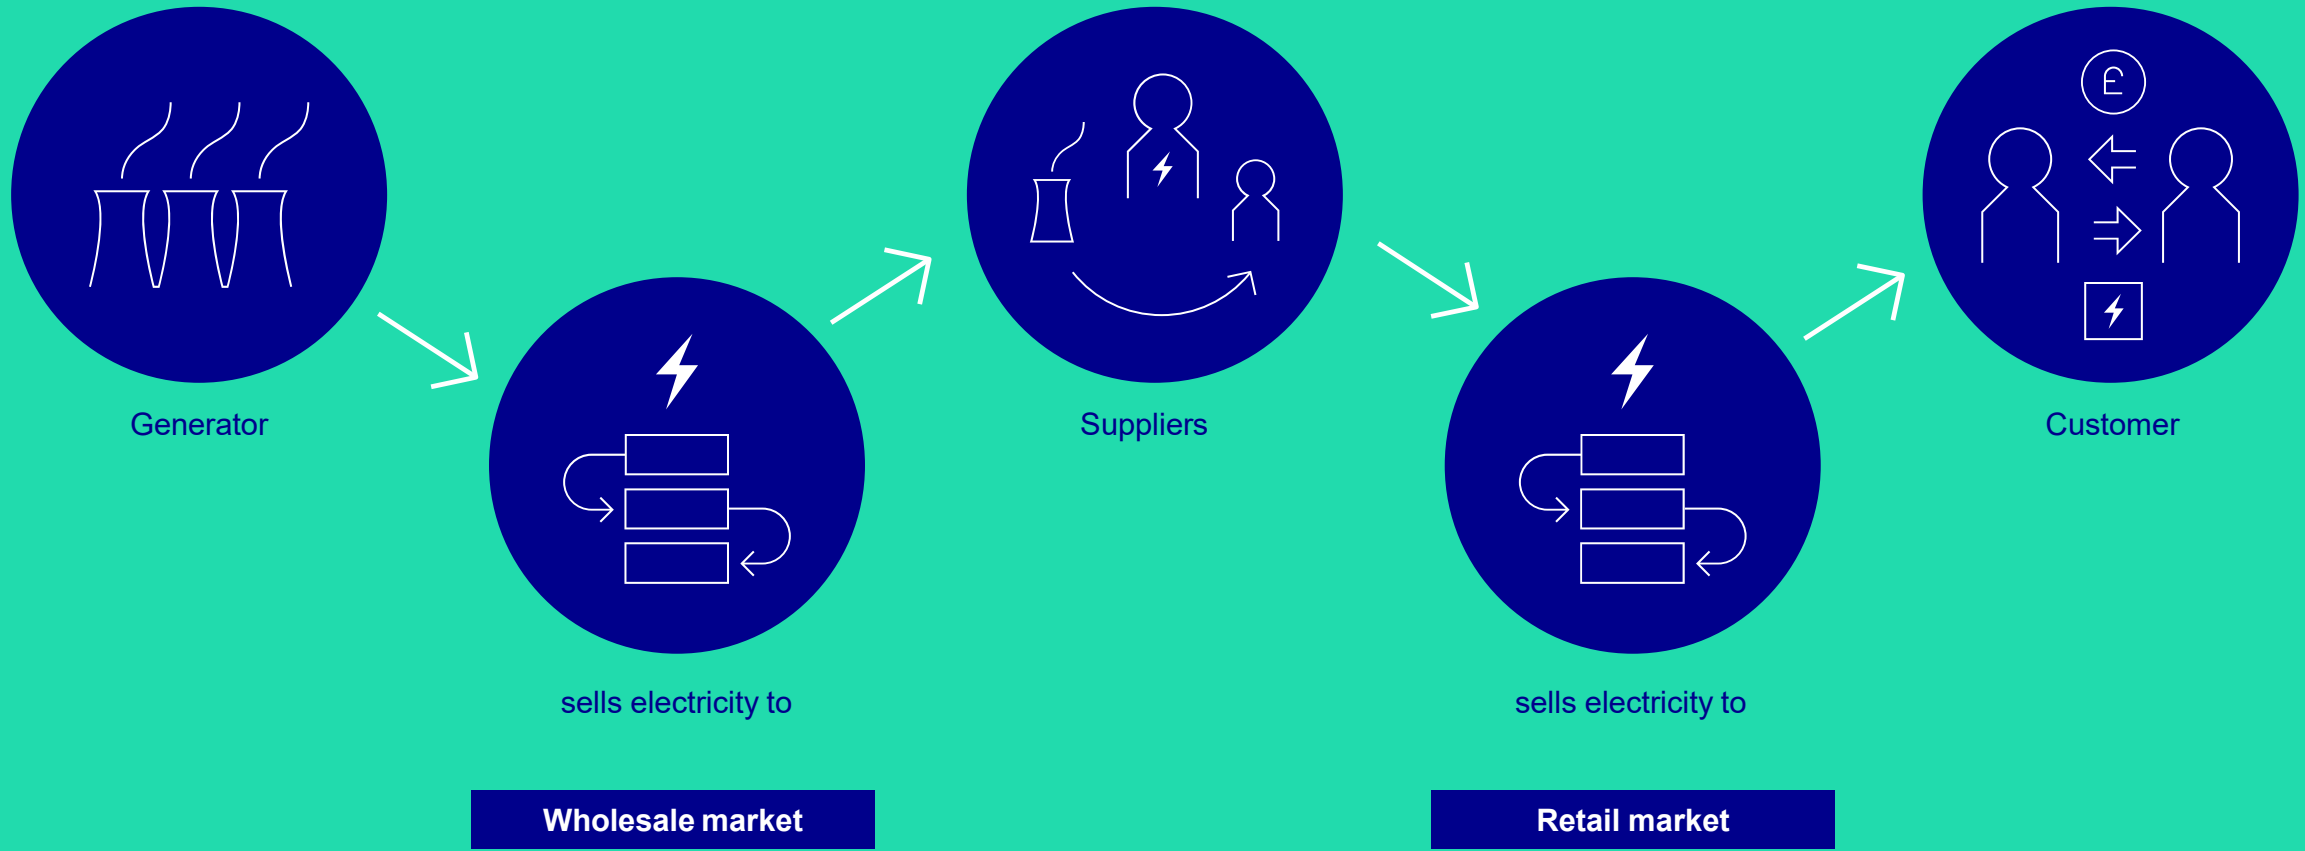 £
Generator
Suppliers
Customer
sells electricity to
sells electricity to
Wholesale market
Retail market